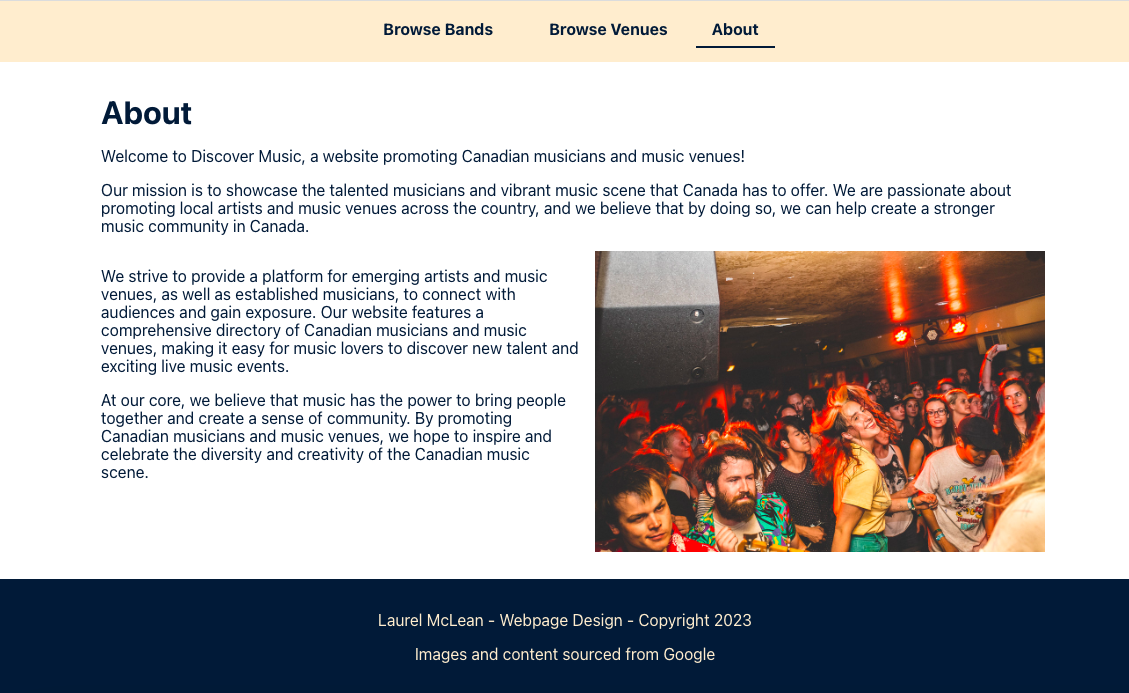 Browse Bands Browse Venues About
About
Welcome to Discover Music, a website promoting Canadian musicians and music venues!
Our mission is to showcase the talented musicians and vibrant music scene that Canada has to offer. We are passionate about
promoting local artists and music venues across the country, and we believe that by doing so, we can help create a stronger
music community in Canada.
We strive to provide a platform for emerging artists and music
venues, as well as established musicians, to connect with
audiences and gain exposure. Our website features a
comprehensive directory of Canadian musicians and music
venues, making it easy for music lovers to discover new talent and
exciting live music events.
At our core, we believe that music has the power to bring people
together and create a sense of community. By promoting
Canadian musicians and music venues, we hope to inspire and
celebrate the diversity and creativity of the Canadian music
scene.
Laurel McLean - Webpage Design - Copyright 2023
Images and content sourced from Google